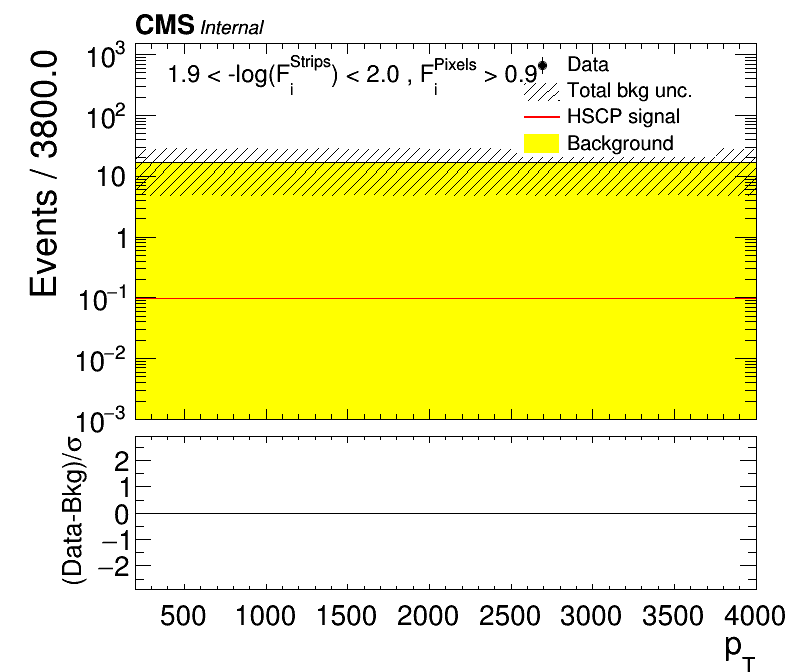 CMS Internal
1.9 < -log(F_i^Strips) < 2.0 , F_i^Pixels > 0.9
Data
Total bkg unc.
HSCP signal
Background
Events / 3800.0
10^3
10^2
10
1
10^−1
10^−2
10^−3
(Data-Bkg)/σ
2
1
0
−1
−2
500 1000 1500 2000 2500 3000 3500 4000
p_T